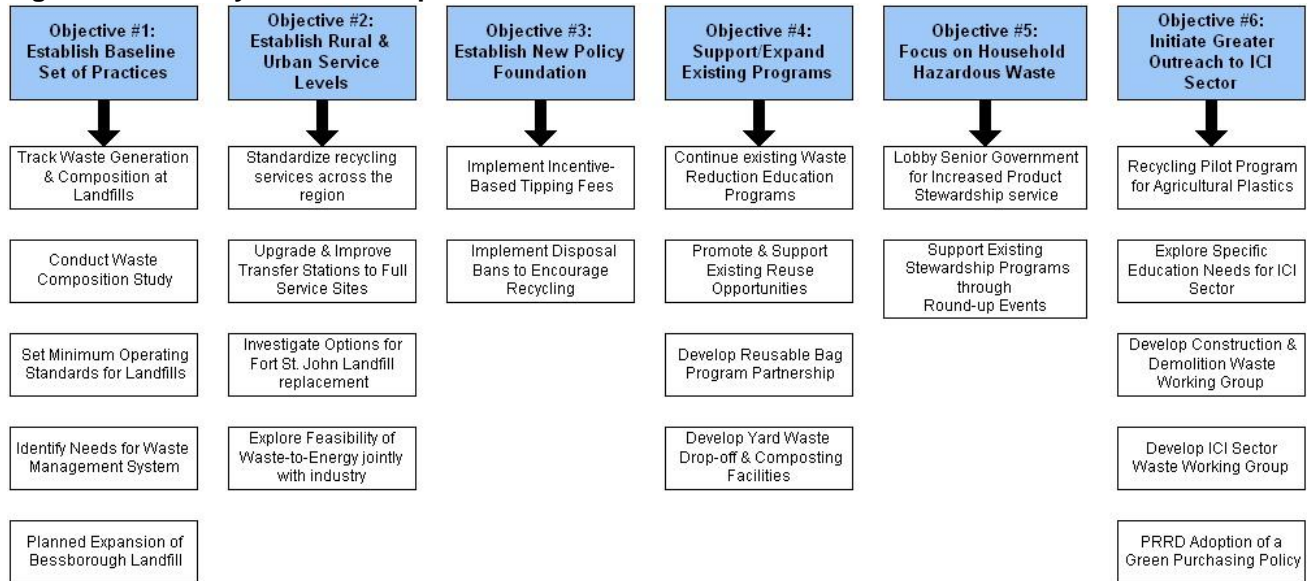 Objective #1:
Establish Baseline
Set of Practices
Track Waste Generation
& Composition at
Landfills
Conduct Waste
Composition Study
Set Minimum Operating
Standards for Landfills
Identify Needs for Waste
Management System
Planned Expansion of
Bessborough Landfill
Objective #2:
Establish Rural &
Urban Service
Levels
Standardize recycling
services across the
region
Upgrade & Improve
Transfer Stations to Full
Service Sites
Investigate Options for
Fort St. John Landfill
replacement
Explore Feasibility of
Waste-to-Energy jointly
with industry
Objective #3:
Establish New Policy
Foundation
Implement Incentive-
Based Tipping Fees
Implement Disposal
Bans to Encourage
Recycling
Objective #4:
Support/Expand
Existing Programs
Continue existing Waste
Reduction Education
Programs
Promote & Support
Existing Reuse
Opportunities
Develop Reusable Bag
Program Partnership
Develop Yard Waste
Drop-off & Composting
Facilities
Objective #5:
Focus on Household
Hazardous Waste
Lobby Senior Government
for Increased Product
Stewardship service
Support Existing
Stewardship Programs
through
Round-up Events
Objective #6:
Initiate Greater
Outreach to ICI
Sector
Recycling Pilot Program
for Agricultural Plastics
Explore Specific
Education Needs for ICI
Sector
Develop Construction &
Demolition Waste
Working Group
Develop ICI Sector
Waste Working Group
PRRD Adoption of a
Green Purchasing Policy